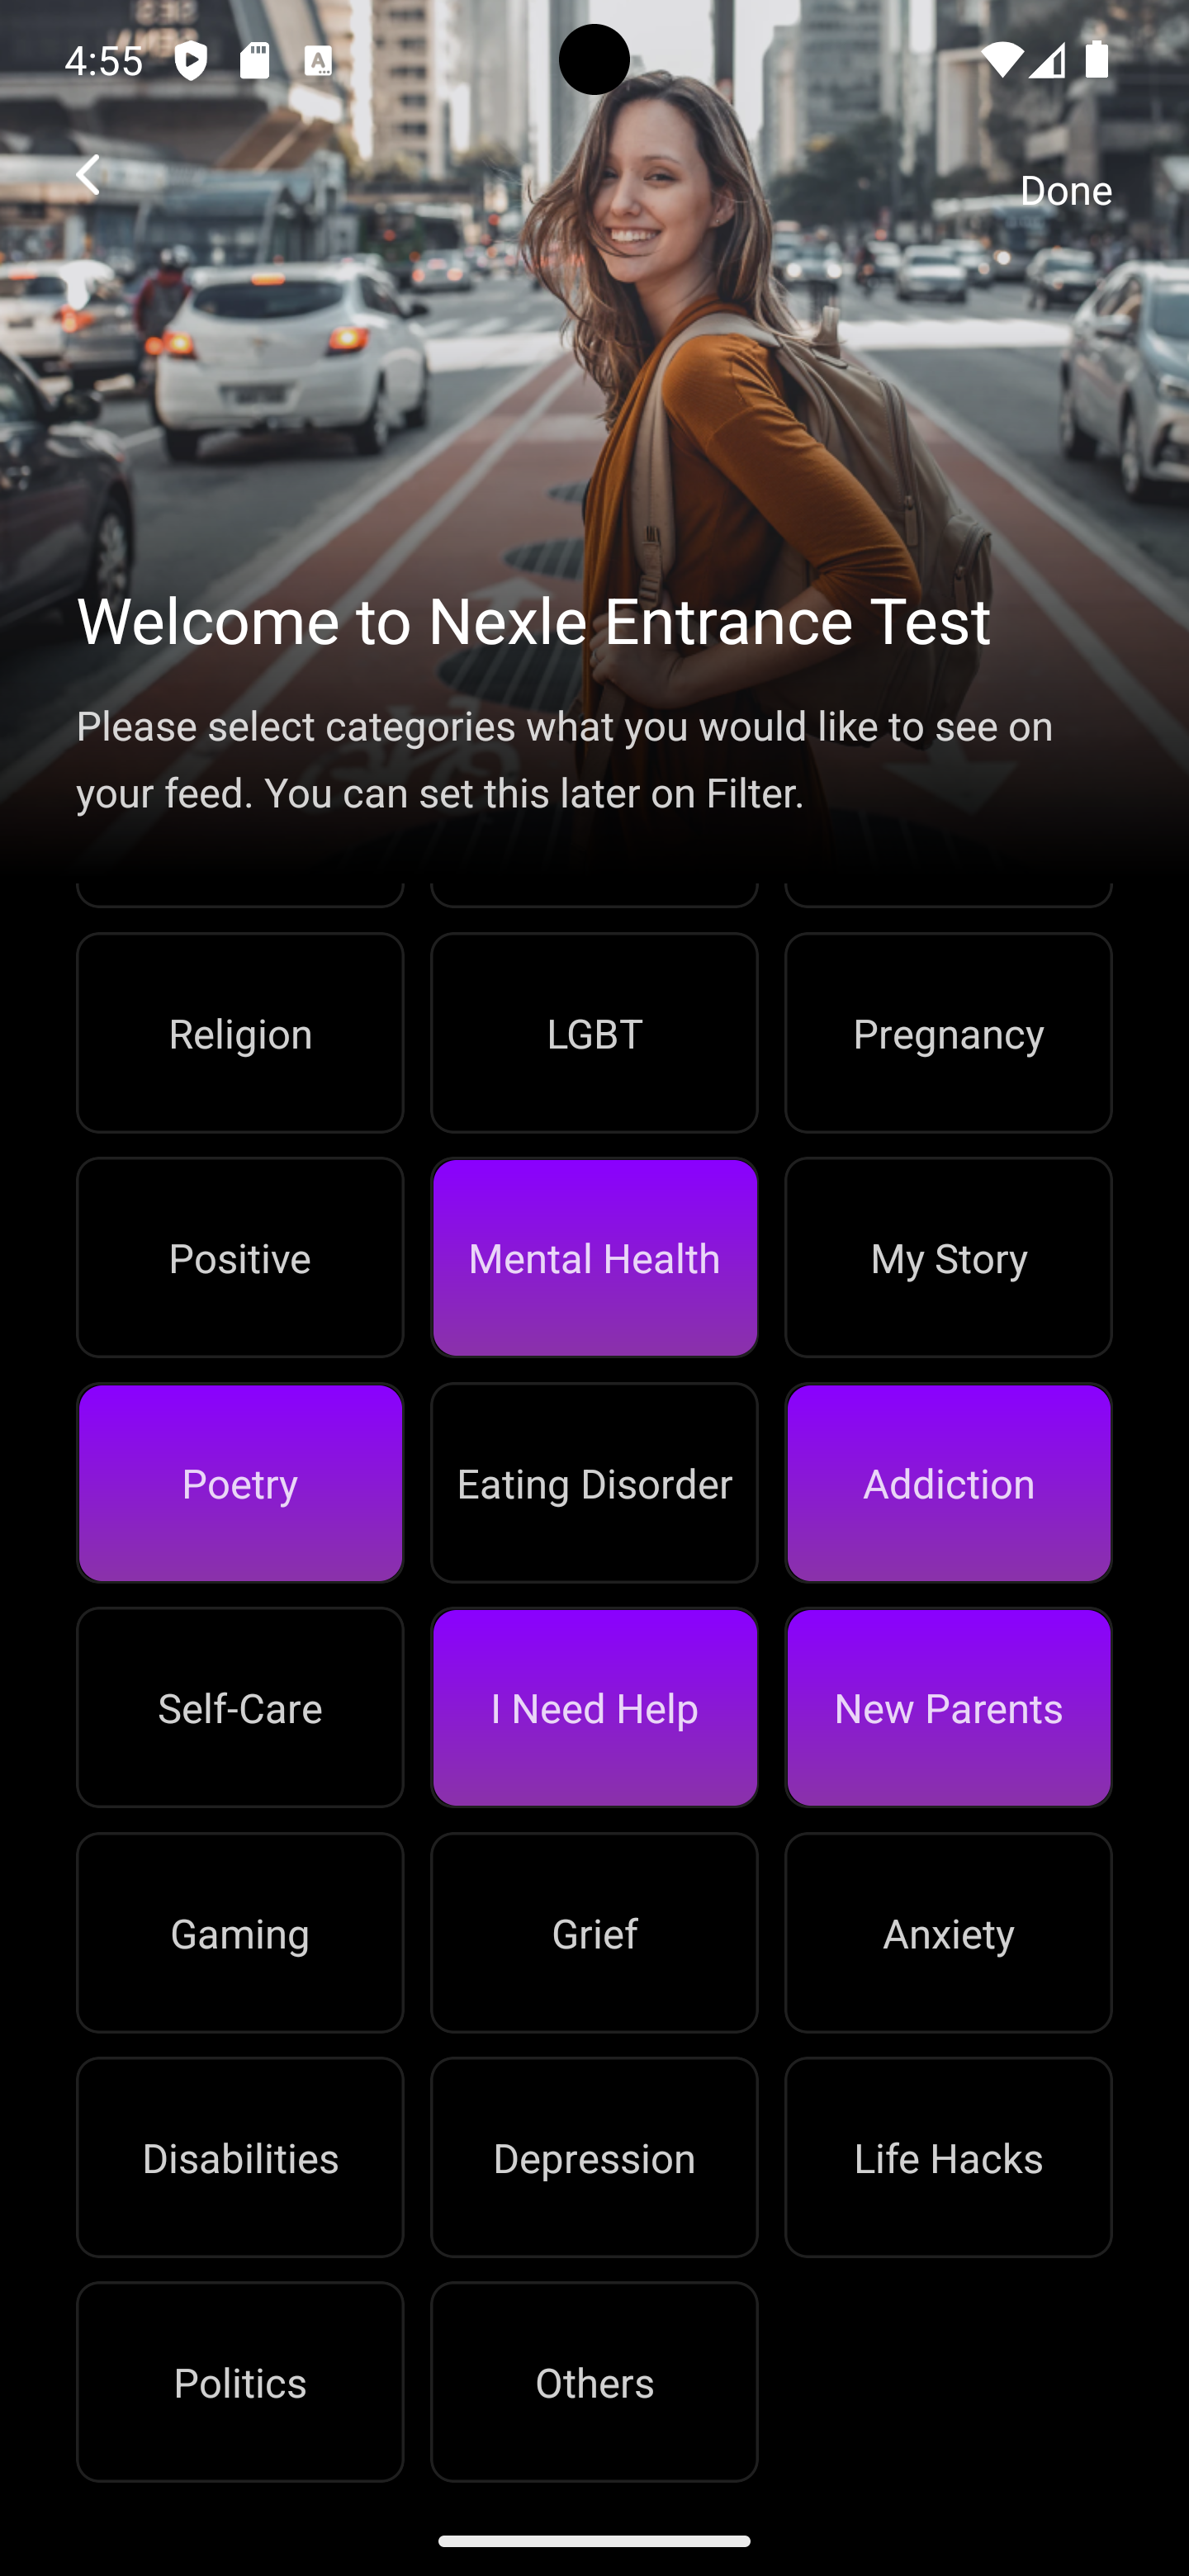 4:55
Done
Welcome to Nexle Entrance Test
Please select categories what you would like to see on
your feed. You can set this later on Filter.
Religion
LGBT
Pregnancy
Positive
Mental Health
My Story
Poetry
Eating Disorder
Addiction
Self-Care
I Need Help
New Parents
Gaming
Grief
Anxiety
Disabilities
Depression
Life Hacks
Politics
Others